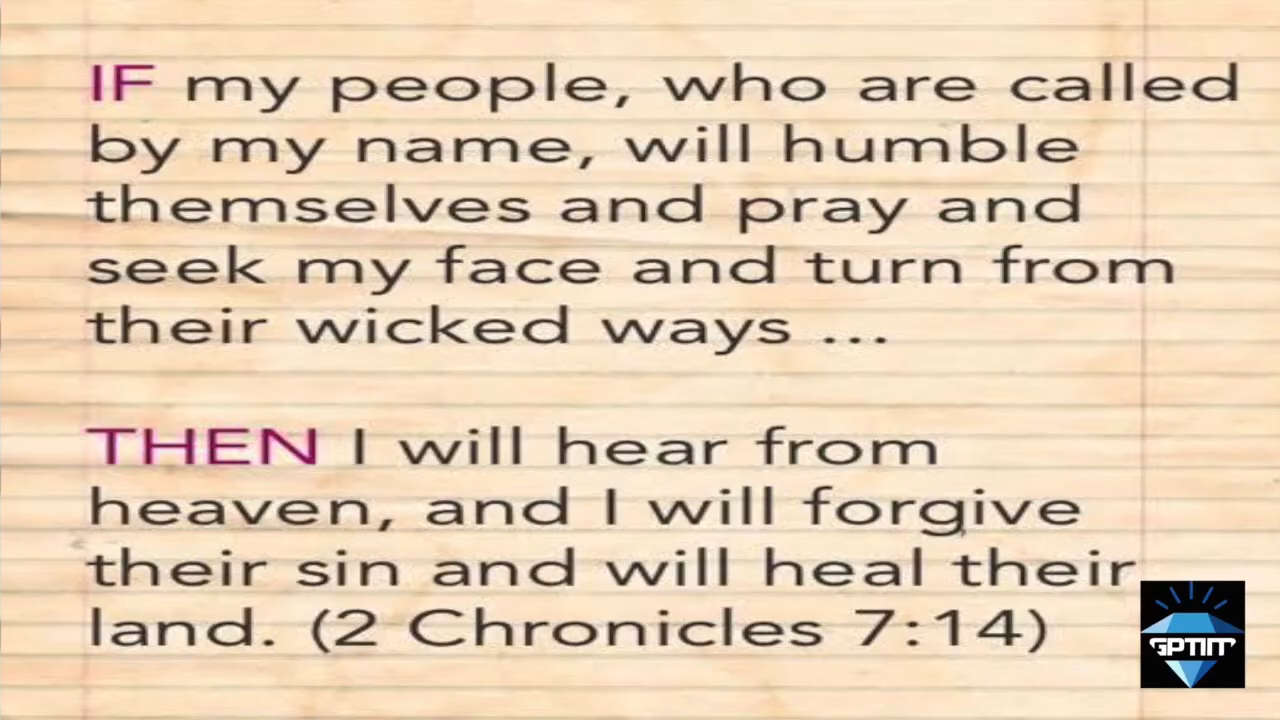 IF my people, who are called
by my name, will humble
themselves and pray and
seek my face and turn from
their wicked ways ...
THEN I will hear from
heaven, and I will forgive
their sin and will heal their
land. (2 Chronicles 7:14)
GPTIIT